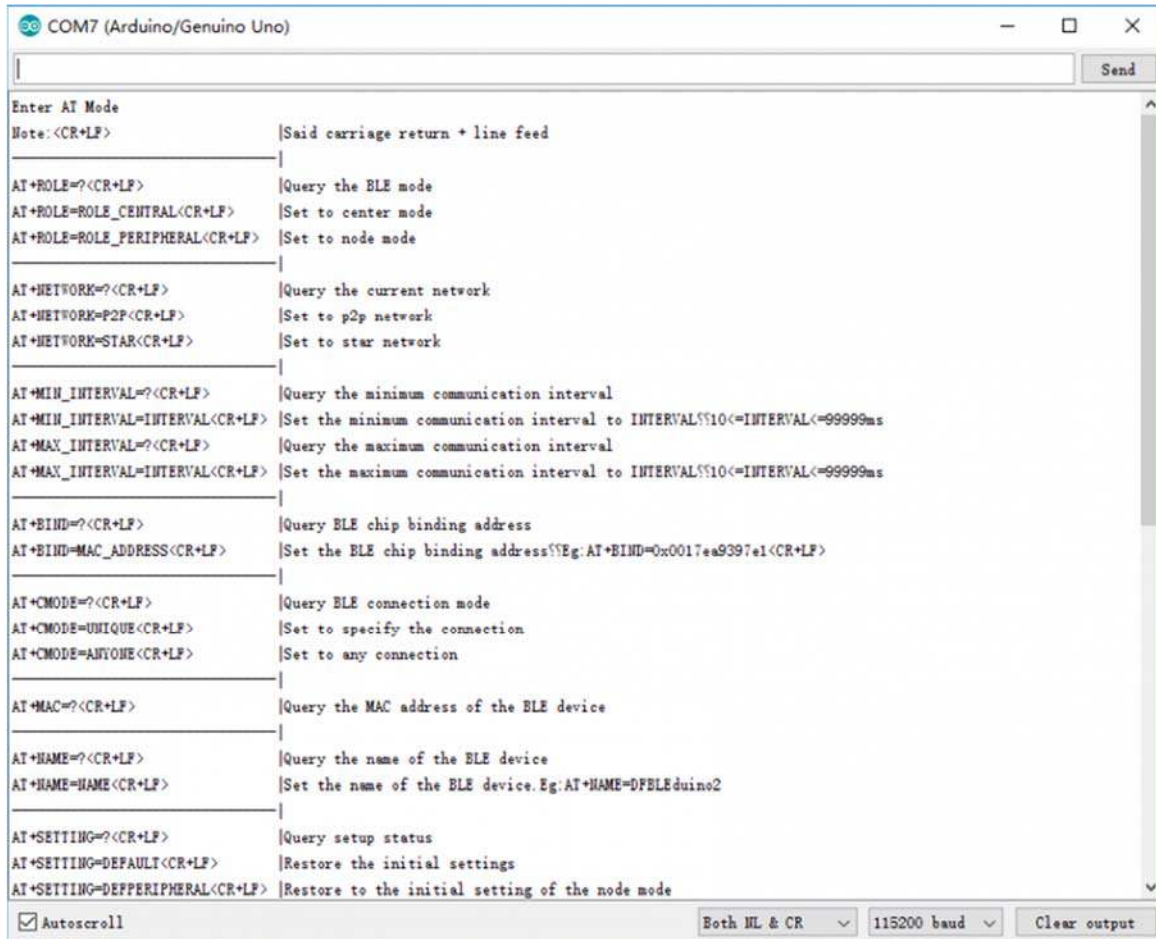 COM7 (Arduino/Genuino Uno)
Send
Enter AT Mode
Note:<CR+LF> |Said carriage return + line feed
AT+ROLE=?<CR+LF> |Query the BLE mode
AT+ROLE=ROLE_CENTRAL<CR+LF> |Set to center mode
AT+ROLE=ROLE_PERIPHERAL<CR+LF> |Set to node mode
AT+NETWORK=?<CR+LF> |Query the current network
AT+NETWORK=P2P<CR+LF> |Set to p2p network
AT+NETWORK=STAR<CR+LF> |Set to star network
AT+MIN_INTERVAL=?<CR+LF> |Query the minimum communication interval
AT+MIN_INTERVAL=INTERVAL<CR+LF> |Set the minimum communication interval to INTERVAL⸮⸮10<=INTERVAL<=99999ms
AT+MAX_INTERVAL=?<CR+LF> |Query the maximum communication interval
AT+MAX_INTERVAL=INTERVAL<CR+LF> |Set the maximum communication interval to INTERVAL⸮⸮10<=INTERVAL<=99999ms
AT+BIND=?<CR+LF> |Query BLE chip binding address
AT+BIND=MAC_ADDRESS<CR+LF> |Set the BLE chip binding address⸮⸮Eg:AT+BIND=0x0017ea9397e1<CR+LF>
AT+CMODE=?<CR+LF> |Query BLE connection mode
AT+CMODE=UNIQUE<CR+LF> |Set to specify the connection
AT+CMODE=ANYONE<CR+LF> |Set to any connection
AT+MAC=?<CR+LF> |Query the MAC address of the BLE device
AT+NAME=?<CR+LF> |Query the name of the BLE device
AT+NAME=NAME<CR+LF> |Set the name of the BLE device.Eg:AT+NAME=DFBLEduino2
AT+SETTING=?<CR+LF> |Query setup status
AT+SETTING=DEFAULT<CR+LF> |Restore the initial settings
AT+SETTING=DEFPERIPHERAL<CR+LF> |Restore to the initial setting of the node mode
Autoscroll
Both NL & CR
115200 baud
Clear output